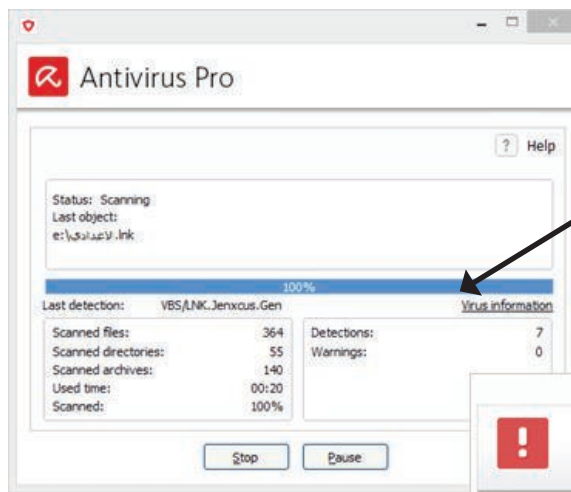 Antivirus Pro
? Help
Status: Scanning
Last object:
e:\لاعدادى.lnk
100%
Last detection: VBS/LNK.Jenxcus.Gen Virus information
Scanned files: 364 Detections: 7
Scanned directories: 55 Warnings: 0
Scanned archives: 140
Used time: 00:20
Scanned: 100%
Stop Pause
!